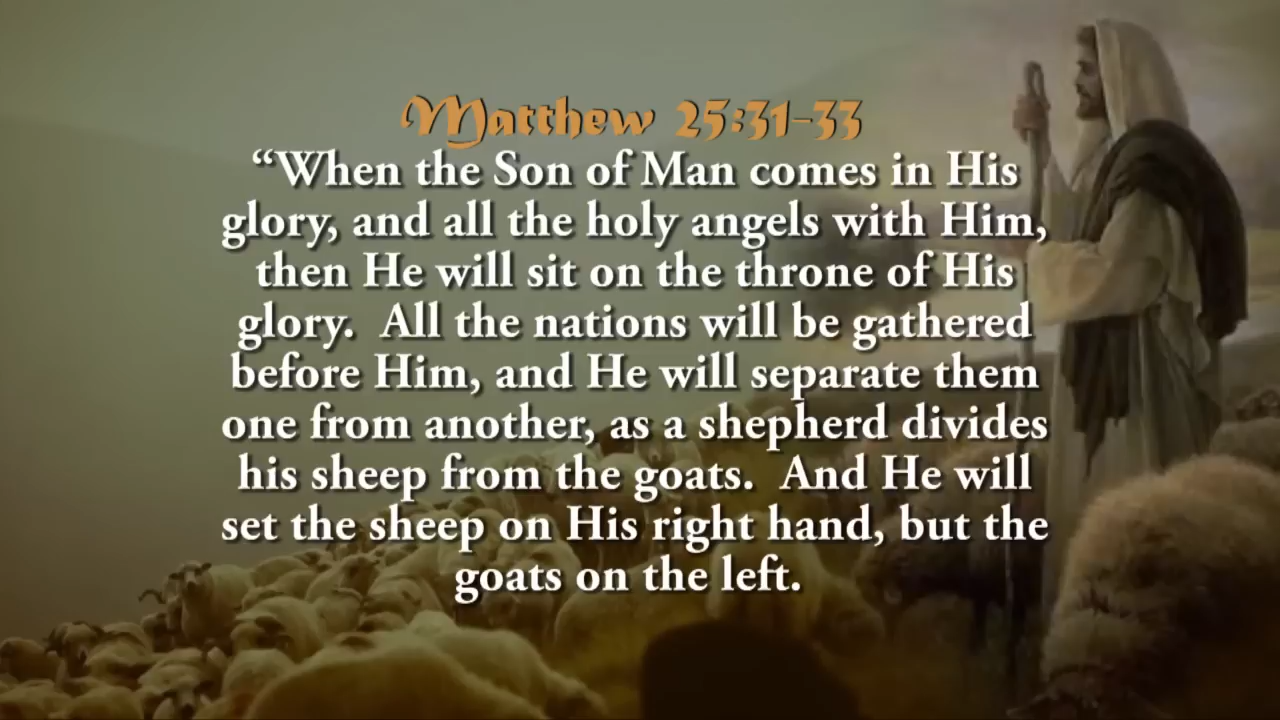 Matthew 25:31-33
“When the Son of Man comes in His
glory, and all the holy angels with Him,
then He will sit on the throne of His
glory.  All the nations will be gathered
before Him, and He will separate them
one from another, as a shepherd divides
his sheep from the goats.  And He will
set the sheep on His right hand, but the
goats on the left.